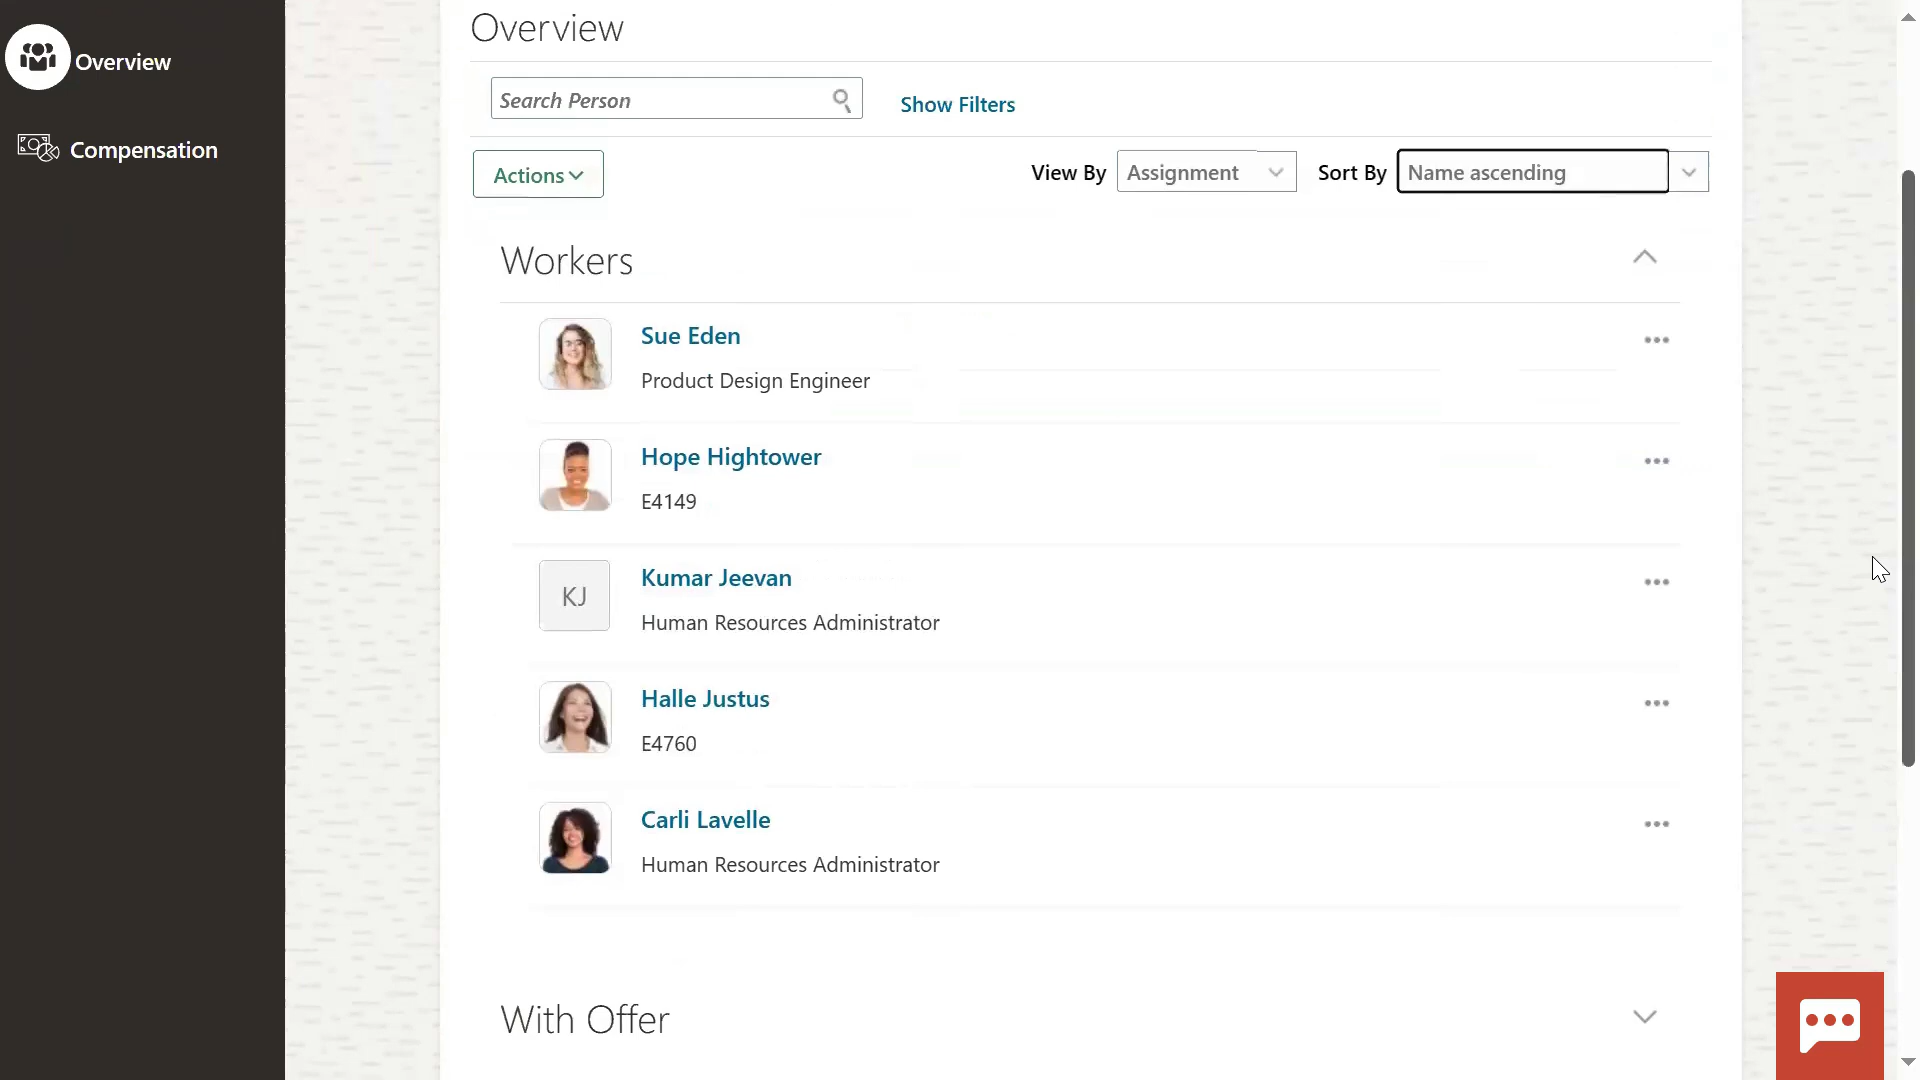 Overview
Compensation
Overview
Search Person
Show Filters
Actions
View By Assignment Sort By Name ascending
Workers
Sue Eden
Product Design Engineer
Hope Hightower
E4149
KJ
Kumar Jeevan
Human Resources Administrator
Halle Justus
E4760
Carli Lavelle
Human Resources Administrator
With Offer